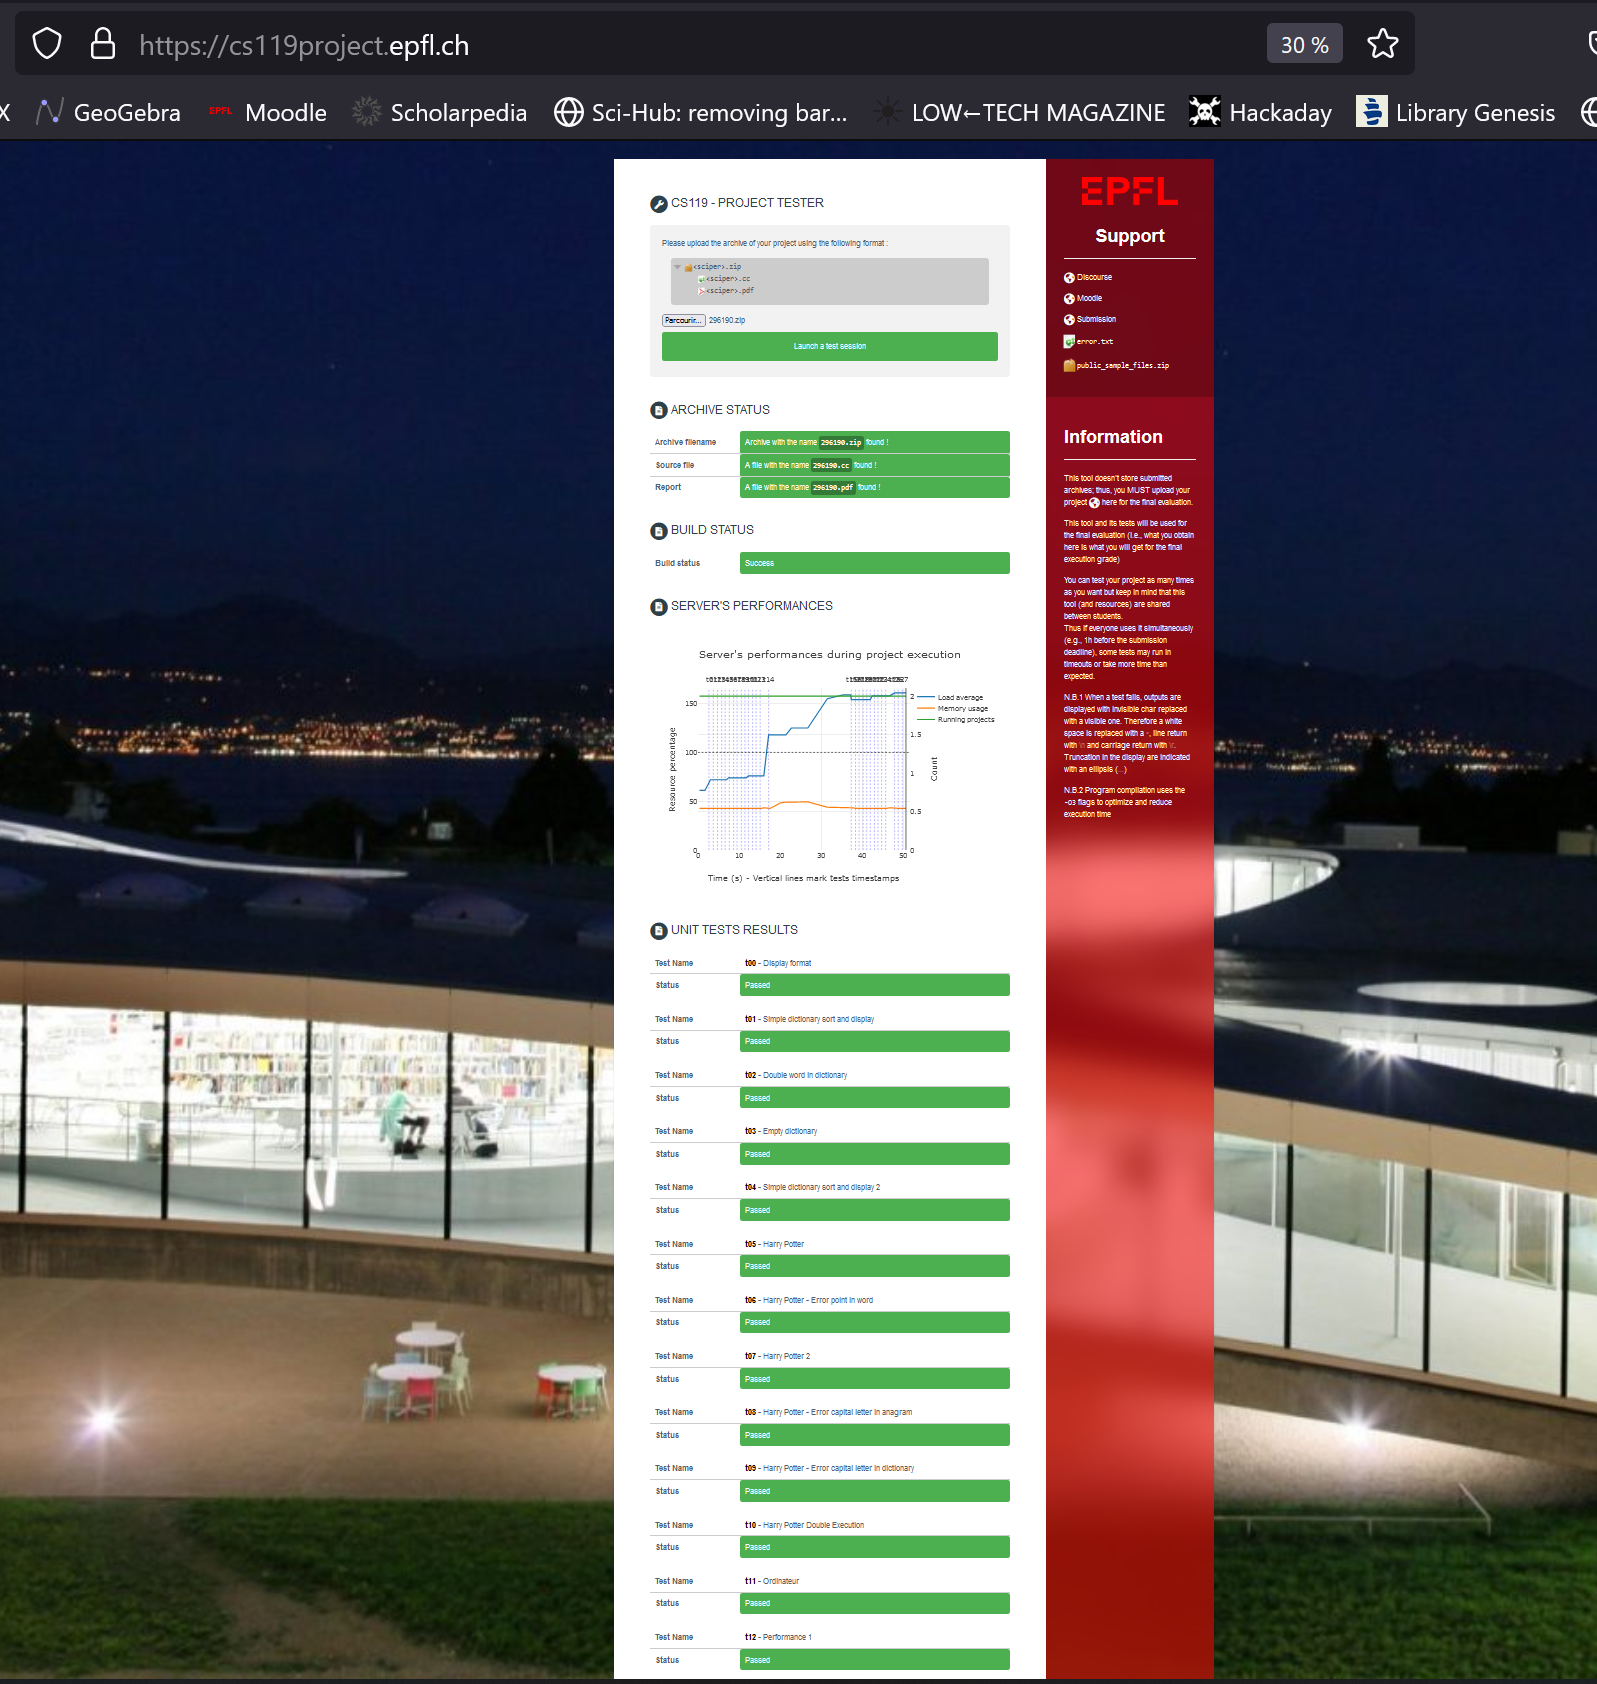 https://cs119project.epfl.ch
30 %
X GeoGebra EPFL Moodle Scholarpedia Sci-Hub: removing bar... LOW←TECH MAGAZINE Hackaday Library Genesis
CS119 - PROJECT TESTER
Please upload the archive of your project using the following format :
<sciper>.zip
<sciper>.cc
<sciper>.pdf
Parcourir... 296190.zip
Launch a test session
ARCHIVE STATUS
Archive filename Archive with the name 296190.zip found !
Source file A file with the name 296190.cc found !
Report A file with the name 296190.pdf found !
BUILD STATUS
Build status Success
SERVER'S PERFORMANCES
Server's performances during project execution
Load average
Memory usage
Running projects
Resource percentage
150
100
50
0
2
1.5
1
0.5
0
Count
0 10 20 30 40 50
Time (s) - Vertical lines mark tests timestamps
UNIT TESTS RESULTS
Test Name t00 - Display format
Status Passed
Test Name t01 - Simple dictionary sort and display
Status Passed
Test Name t02 - Double word in dictionary
Status Passed
Test Name t03 - Empty dictionary
Status Passed
Test Name t04 - Simple dictionary sort and display 2
Status Passed
Test Name t05 - Harry Potter
Status Passed
Test Name t06 - Harry Potter - Error point in word
Status Passed
Test Name t07 - Harry Potter 2
Status Passed
Test Name t08 - Harry Potter - Error capital letter in anagram
Status Passed
Test Name t09 - Harry Potter - Error capital letter in dictionary
Status Passed
Test Name t10 - Harry Potter Double Execution
Status Passed
Test Name t11 - Ordinateur
Status Passed
Test Name t12 - Performance 1
Status Passed
EPFL
Support
Discourse
Moodle
Submission
error.txt
public_sample_files.zip
Information
This tool doesn't store submitted
archives; thus, you MUST upload your
project here for the final evaluation.
This tool and its tests will be used for
the final evaluation (i.e., what you obtain
here is what you will get for the final
execution grade)
You can test your project as many times
as you want but keep in mind that this
tool (and resources) are shared
between students.
Thus if everyone uses it simultaneously
(e.g., 1h before the submission
deadline), some tests may run in
timeouts or take more time than
expected.
N.B.1 When a test fails, outputs are
displayed with invisible char replaced
with a visible one. Therefore a white
space is replaced with a ·, line return
with \n and carriage return with \r.
Truncation in the display are indicated
with an ellipsis (...)
N.B.2 Program compilation uses the
-O3 flags to optimize and reduce
execution time